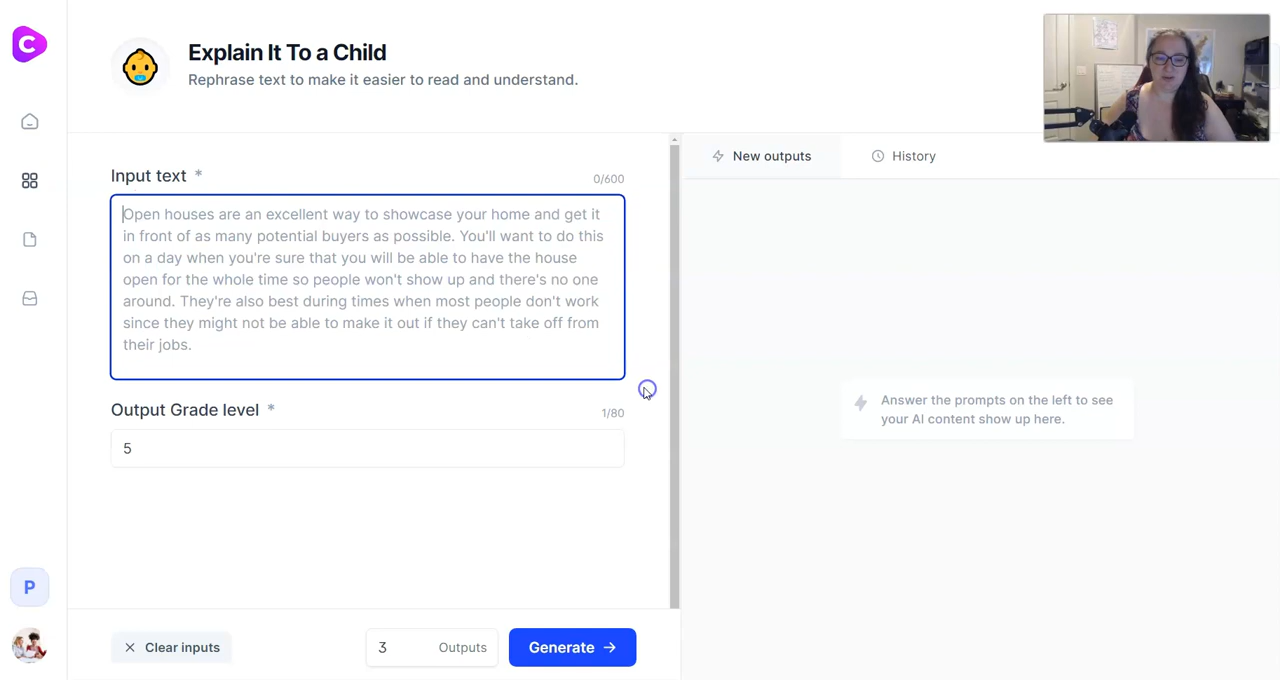 C
Explain It To a Child
Rephrase text to make it easier to read and understand.
Input text *
0/600
Open houses are an excellent way to showcase your home and get it
in front of as many potential buyers as possible. You'll want to do this
on a day when you're sure that you will be able to have the house
open for the whole time so people won't show up and there's no one
around. They're also best during times when most people don't work
since they might not be able to make it out if they can't take off from
their jobs.
Output Grade level *
1/80
5
Clear inputs
3 Outputs
Generate →
P
New outputs
History
Answer the prompts on the left to see
your AI content show up here.